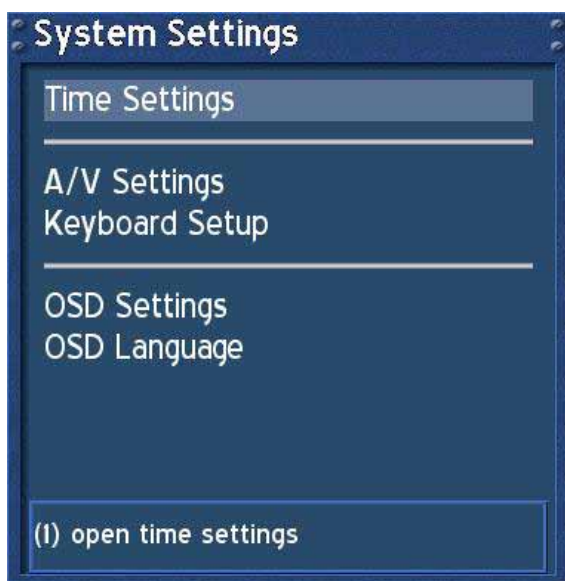 System Settings
Time Settings
A/V Settings
Keyboard Setup
OSD Settings
OSD Language
(1) open time settings